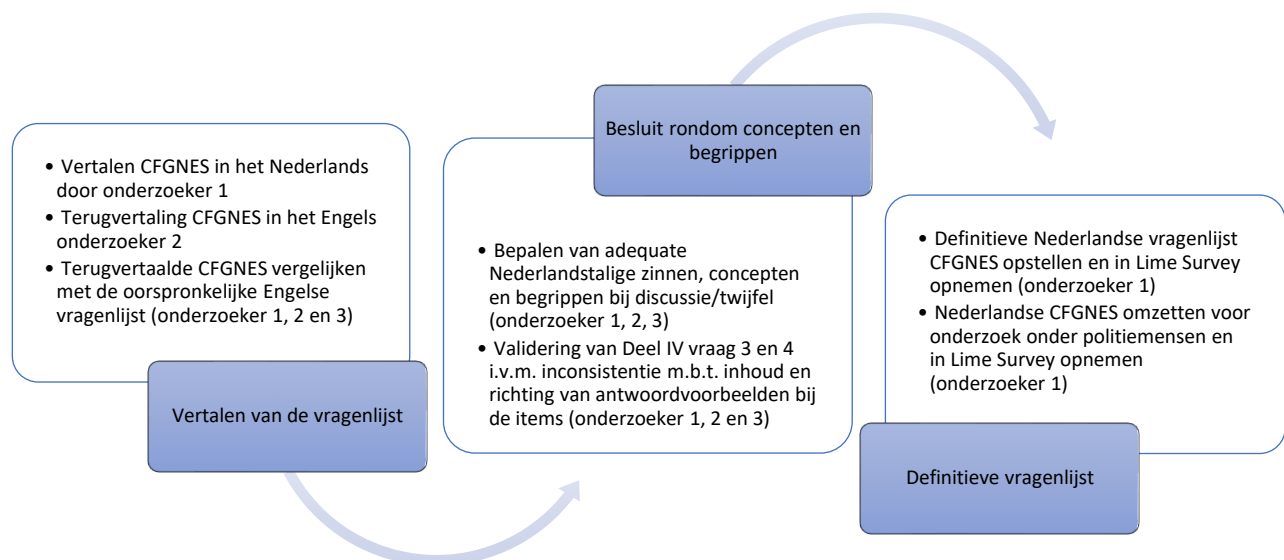 • Vertalen CFGNES in het Nederlands
door onderzoeker 1
• Terugvertaling CFGNES in het Engels
onderzoeker 2
• Terugvertaalde CFGNES vergelijken
met de oorspronkelijke Engelse
vragenlijst (onderzoeker 1, 2 en 3)
Vertalen van de vragenlijst
Besluit rondom concepten en
begrippen
• Bepalen van adequate
Nederlandstalige zinnen, concepten
en begrippen bij discussie/twijfel
(onderzoeker 1, 2, 3)
• Validering van Deel IV vraag 3 en 4
i.v.m. inconsistentie m.b.t. inhoud en
richting van antwoordvoorbeelden bij
de items (onderzoeker 1, 2 en 3)
• Definitieve Nederlandse vragenlijst
CFGNES opstellen en in Lime Survey
opnemen (onderzoeker 1)
• Nederlandse CFGNES omzetten voor
onderzoek onder politiemensen en
in Lime Survey opnemen
(onderzoeker 1)
Definitieve vragenlijst